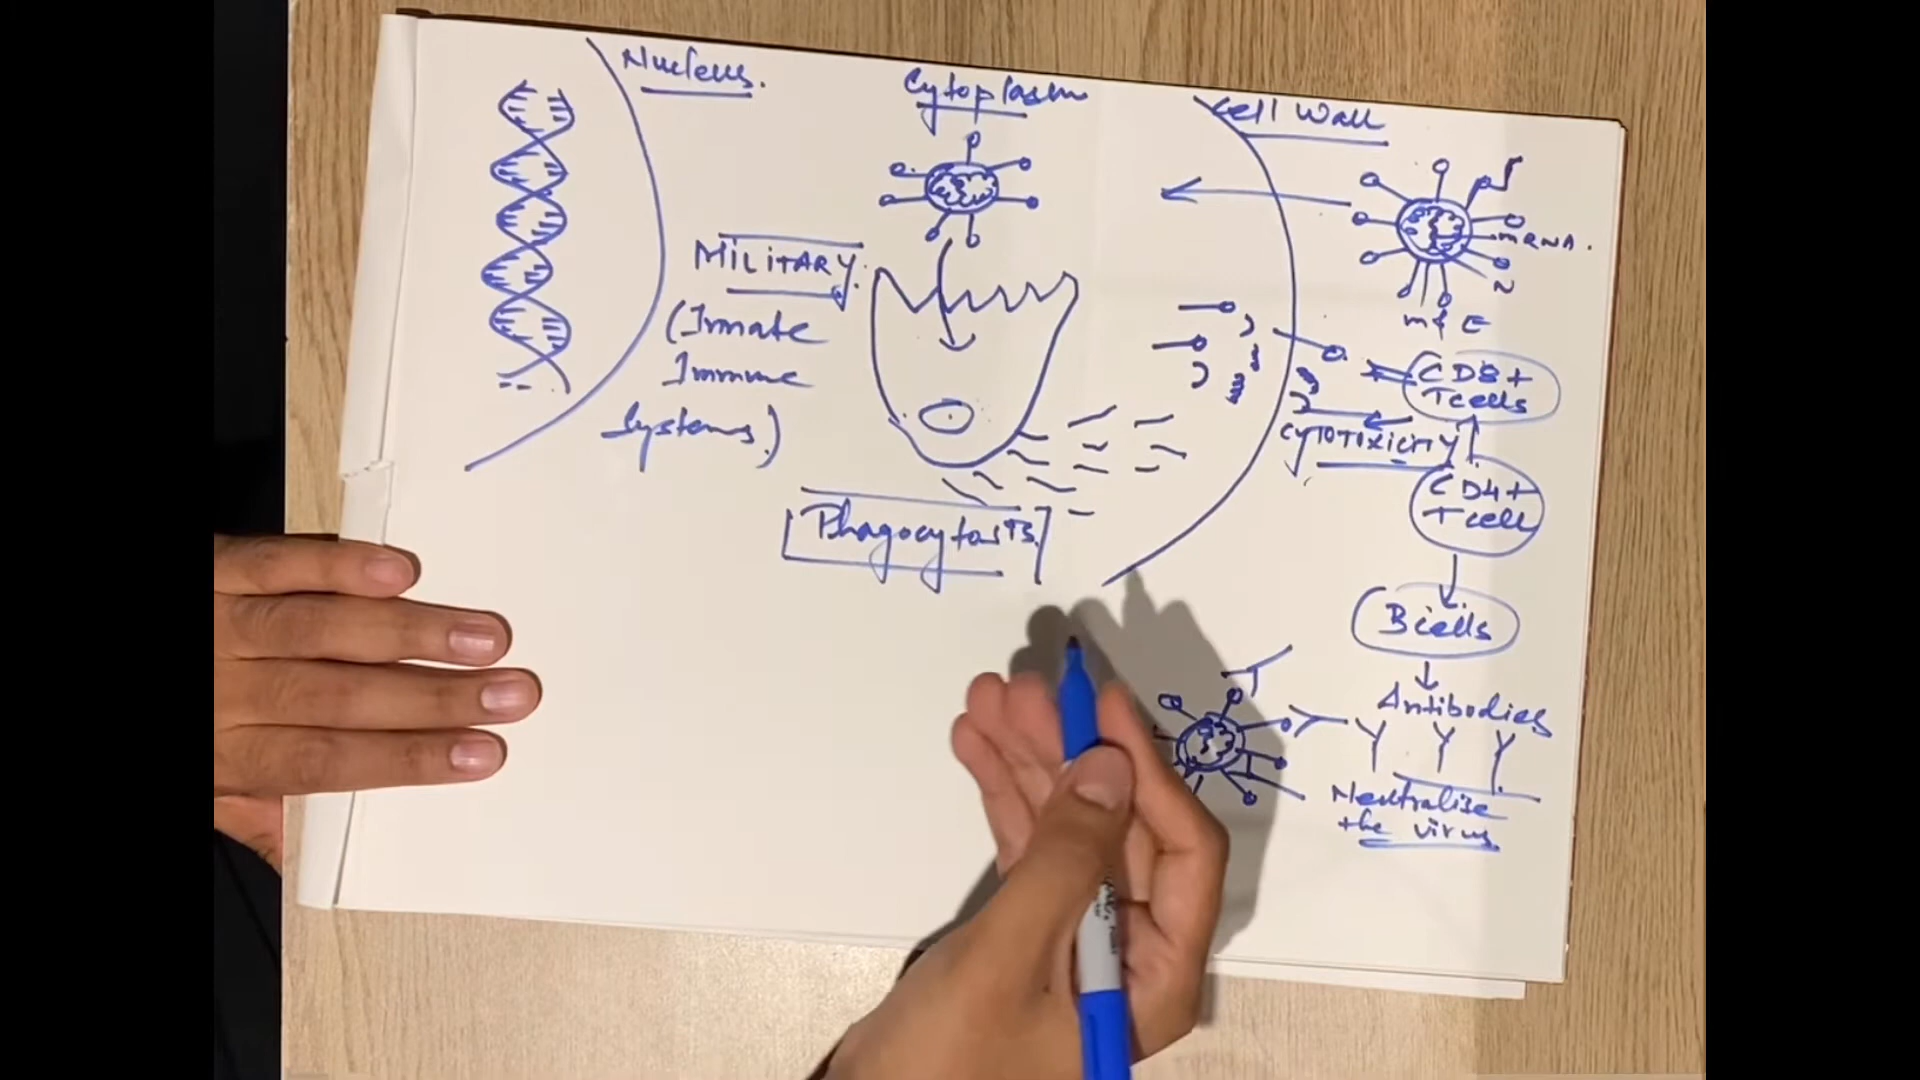 Nucleus.
Cytoplasm
Cell Wall
mRNA.
N
M & E
MILITARY.
(Innate
Immune
Systems.)
CD8+
T cells
CYTOTOXICITY
CD4+
T cell
Phagocytosis.
B cells
Antibodies
Neutralise
the virus